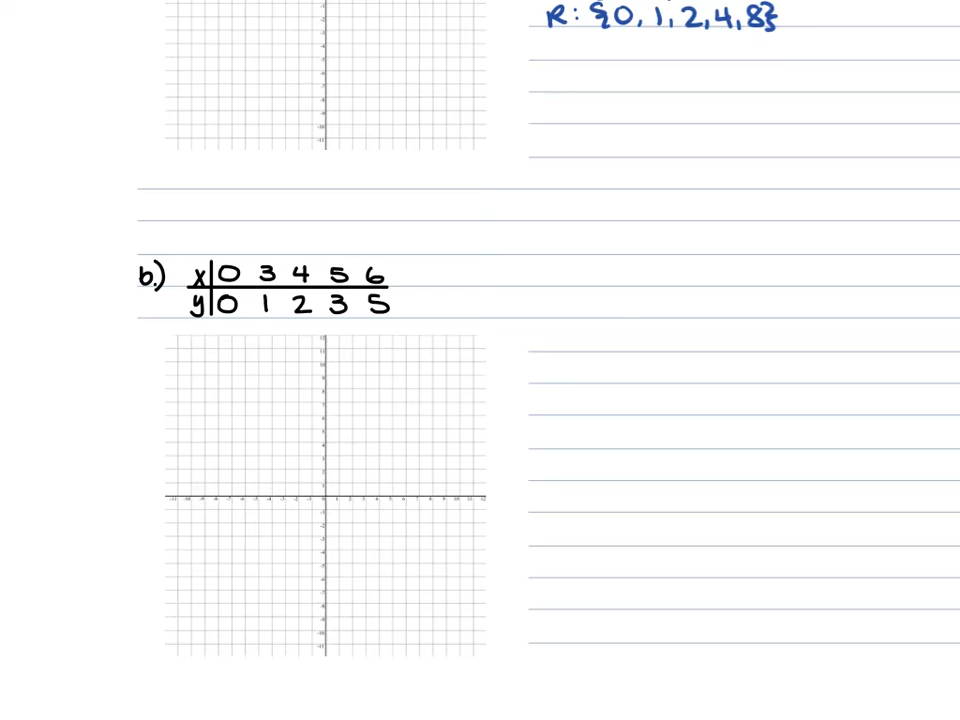 R: {0, 1, 2, 4, 8}
b.) x | 0 3 4 5 6
y | 0 1 2 3 5